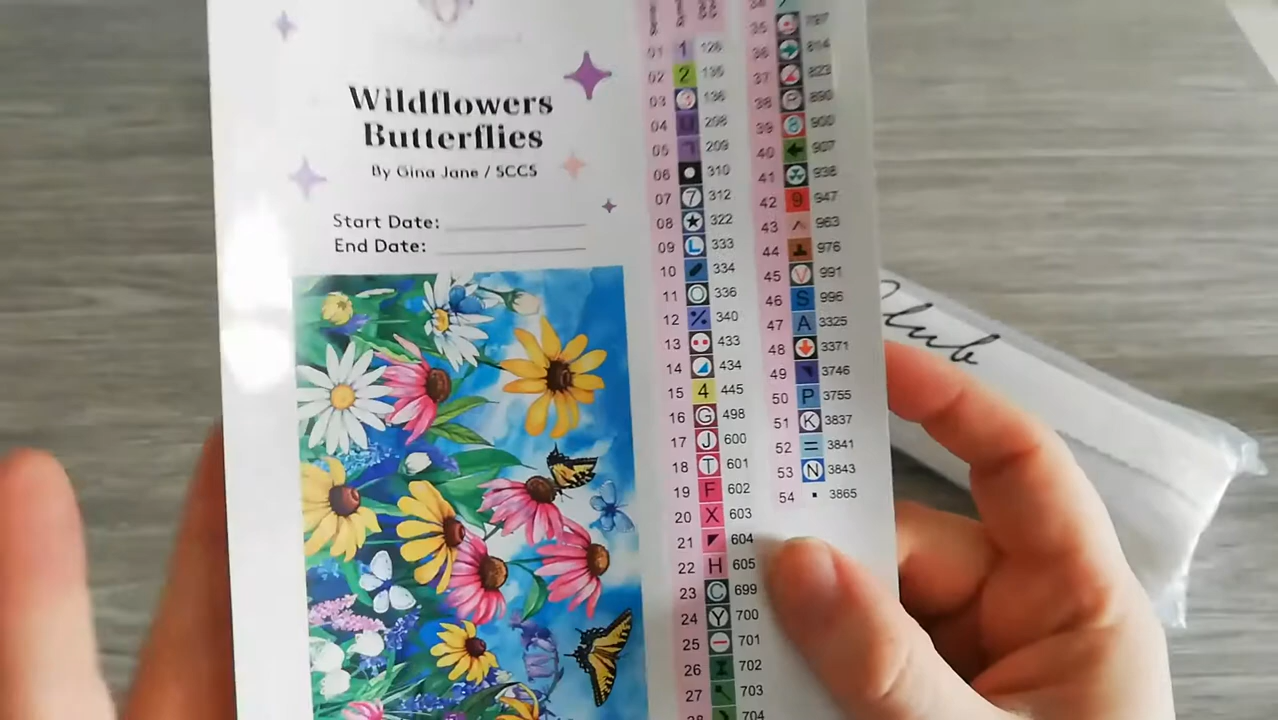 Wildflowers
Butterflies
By Gina Jane / SCCS
Start Date:
End Date:
01 1 126
02 2 135
03 136
04 208
05 209
06 310
07 7 312
08 ★ 322
09 L 333
10 334
11 O 336
12 ٪ 340
13 433
14 434
15 4 445
16 G 498
17 J 600
18 T 601
19 F 602
20 X 603
21 604
22 H 605
23 C 699
24 Y 700
25 701
26 702
27 703
704
35 797
36 814
37 823
38 P 890
39 8 900
40 907
41 938
42 9 947
43 963
44 976
45 V 991
46 S 996
47 A 3325
48 3371
49 3746
50 P 3755
51 K 3837
52 = 3841
53 N 3843
54 3865
club